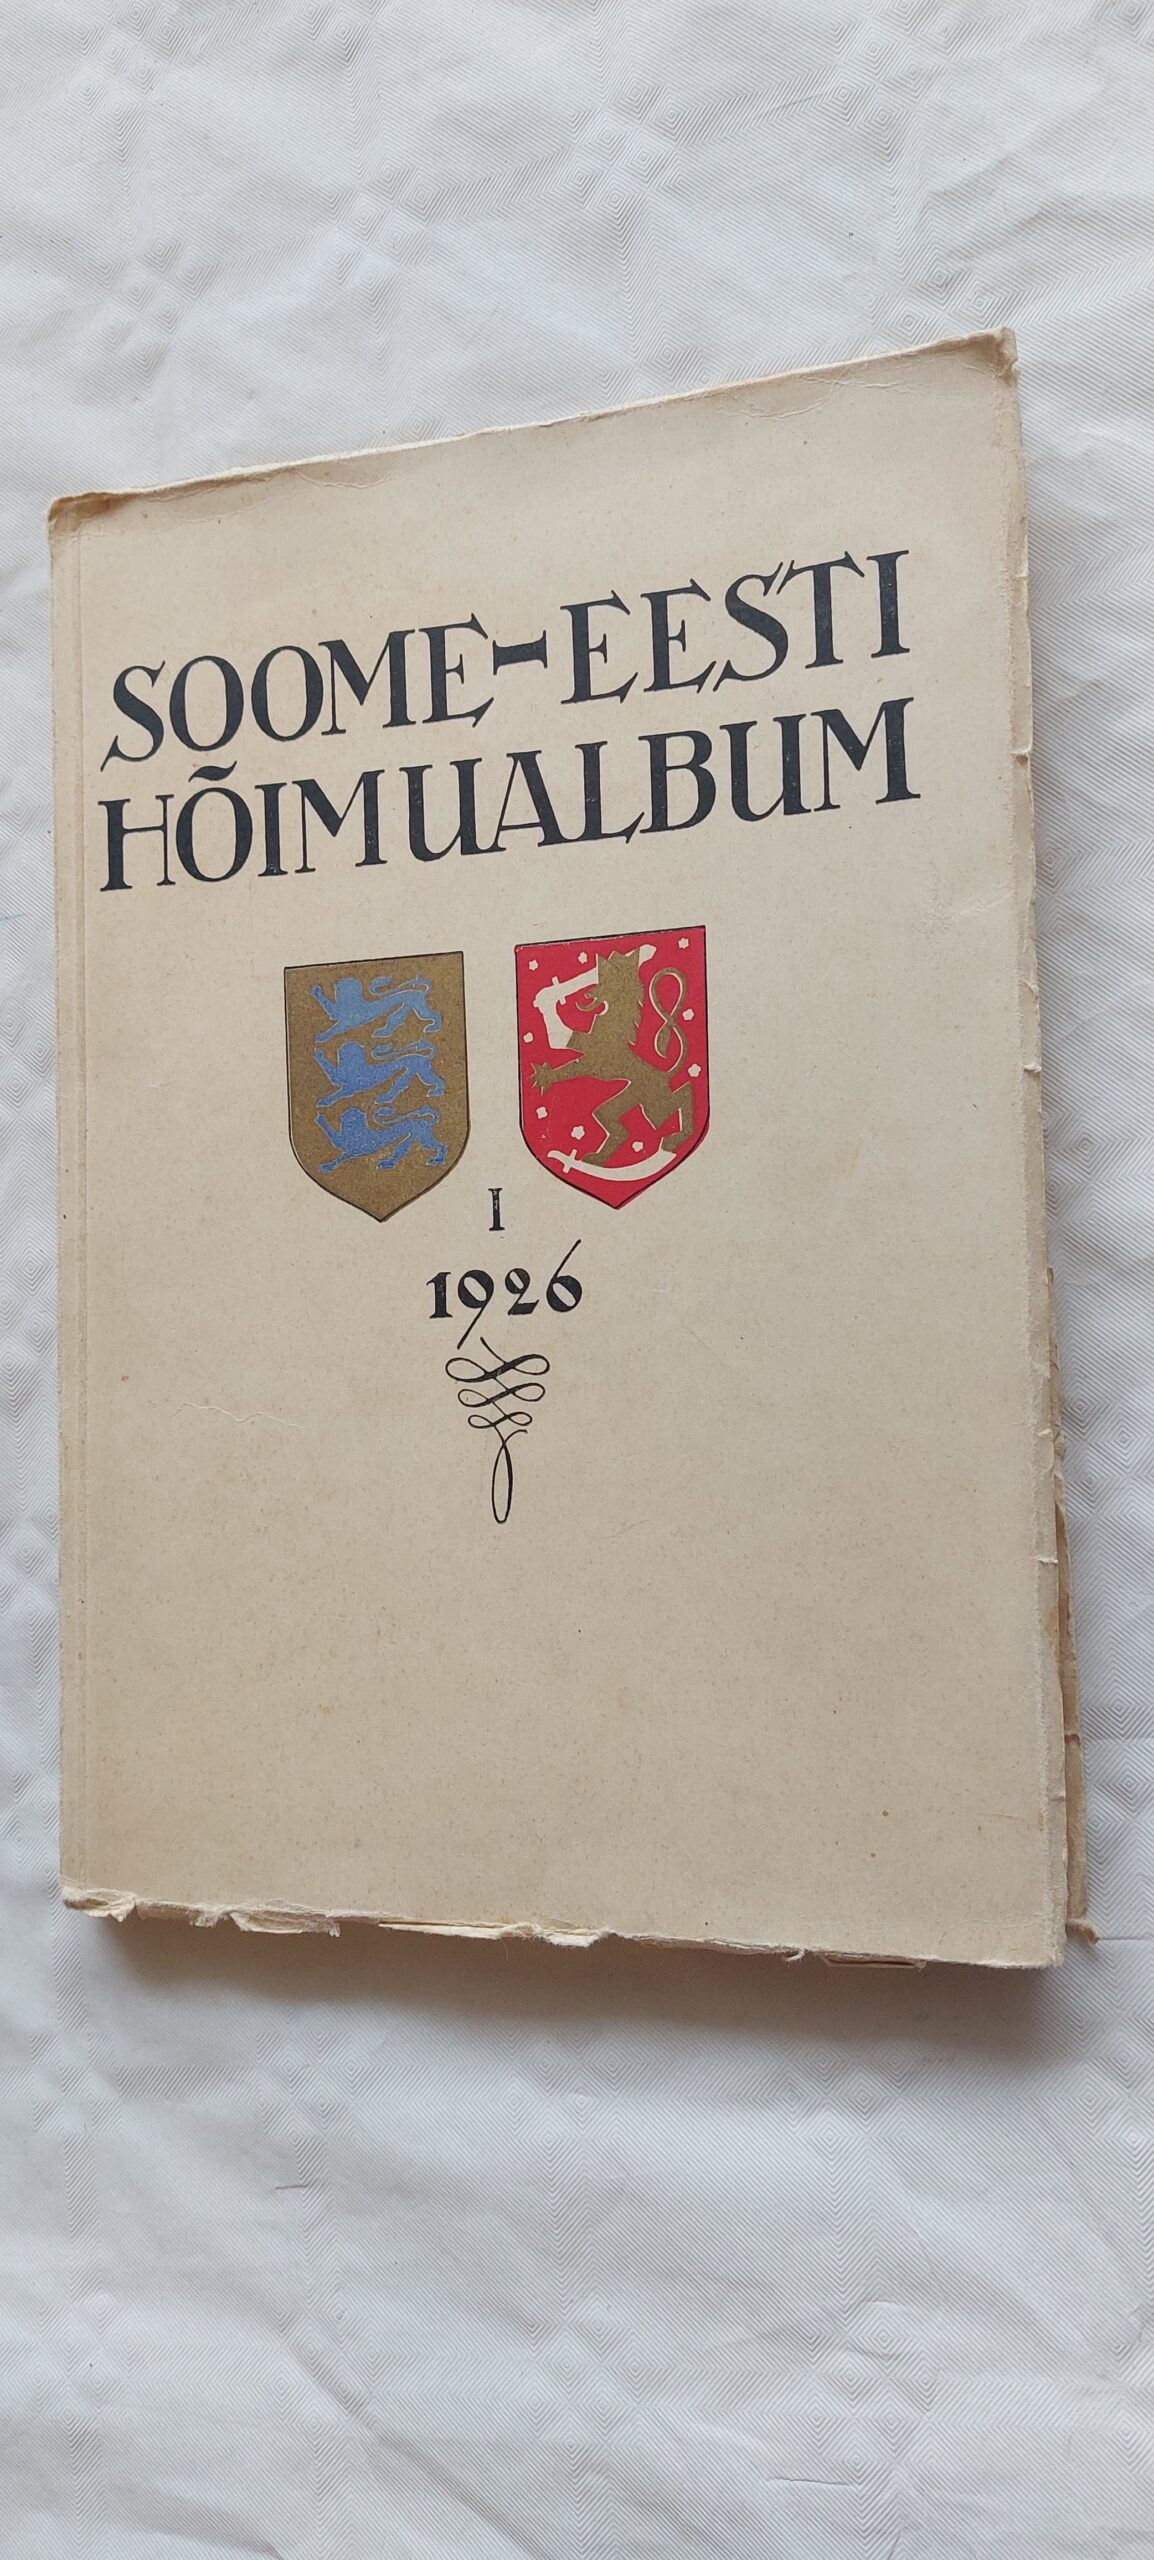 SOOME-EESTI
HÕIMUALBUM
I
1926